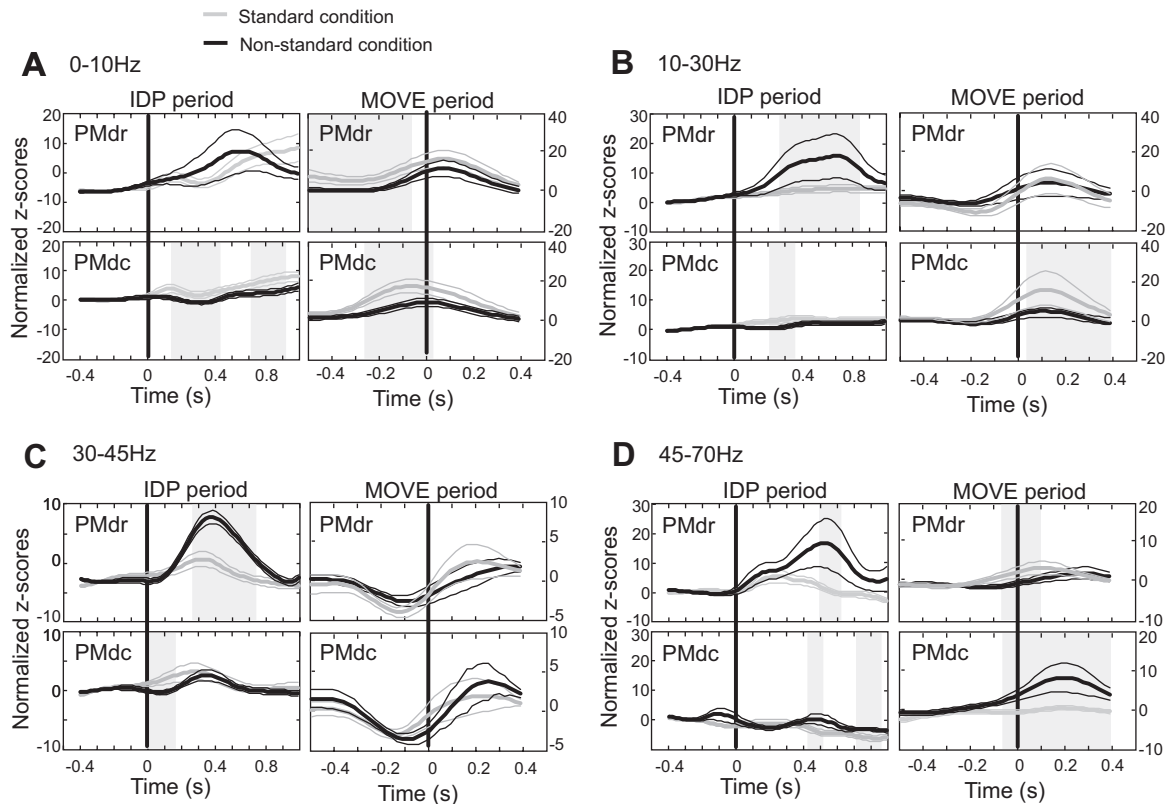 Standard condition
Non-standard condition
A 0-10Hz
IDP period MOVE period
PMdr PMdr
PMdc PMdc
Normalized z-scores
20 10 0 -10 -20
20 10 0 -10 -20
40 20 0 -20
40 20 0 -20
-0.4 0 0.4 0.8 -0.4 -0.2 0 0.2 0.4
Time (s) Time (s)
B 10-30Hz
IDP period MOVE period
PMdr PMdr
PMdc PMdc
Normalized z-scores
30 20 10 0 -10
30 20 10 0 -10
40 20 0 -20
40 20 0 -20
-0.4 0 0.4 0.8 -0.4 -0.2 0 0.2 0.4
Time (s) Time (s)
C 30-45Hz
IDP period MOVE period
PMdr PMdr
PMdc PMdc
Normalized z-scores
10 0 -10
10 0 -10
10 5 0 -5
10 5 0 -5
-0.4 0 0.4 0.8 -0.4 -0.2 0 0.2 0.4
Time (s) Time (s)
D 45-70Hz
IDP period MOVE period
PMdr PMdr
PMdc PMdc
Normalized z-scores
30 20 10 0 10
30 20 10 0 10
20 10 0 -10
20 10 0 -10
-0.4 0 0.4 0.8 -0.4 -0.2 0 0.2 0.4
Time (s) Time (s)